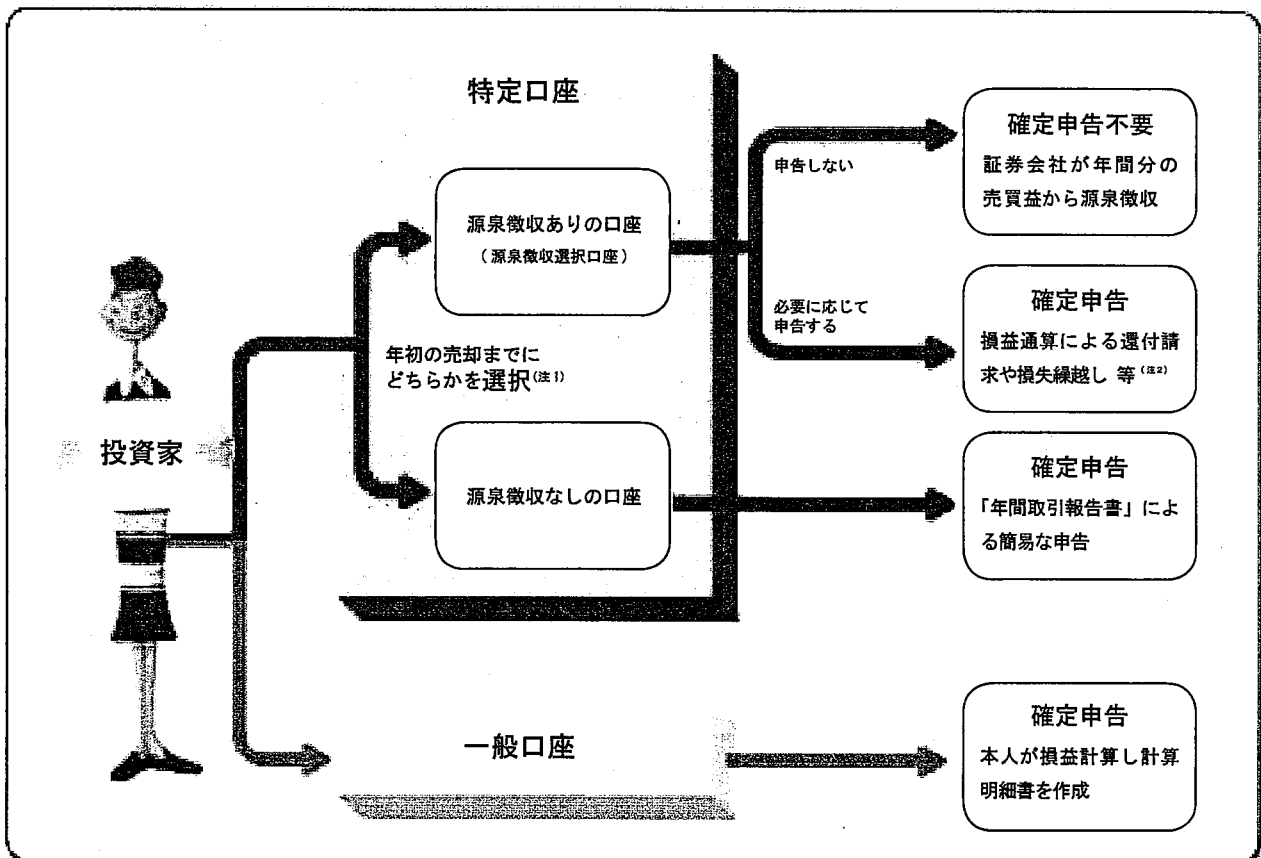 特定口座
源泉徴収ありの口座
(源泉徴収選択口座)
年初の売却までに
どちらかを選択(注1)
源泉徴収なしの口座
投資家
一般口座
申告しない
必要に応じて
申告する
確定申告不要
証券会社が年間分の
売買益から源泉徴収
確定申告
損益通算による還付請
求や損失繰越し 等(注2)
確定申告
「年間取引報告書」によ
る簡易な申告
確定申告
本人が損益計算し計算
明細書を作成